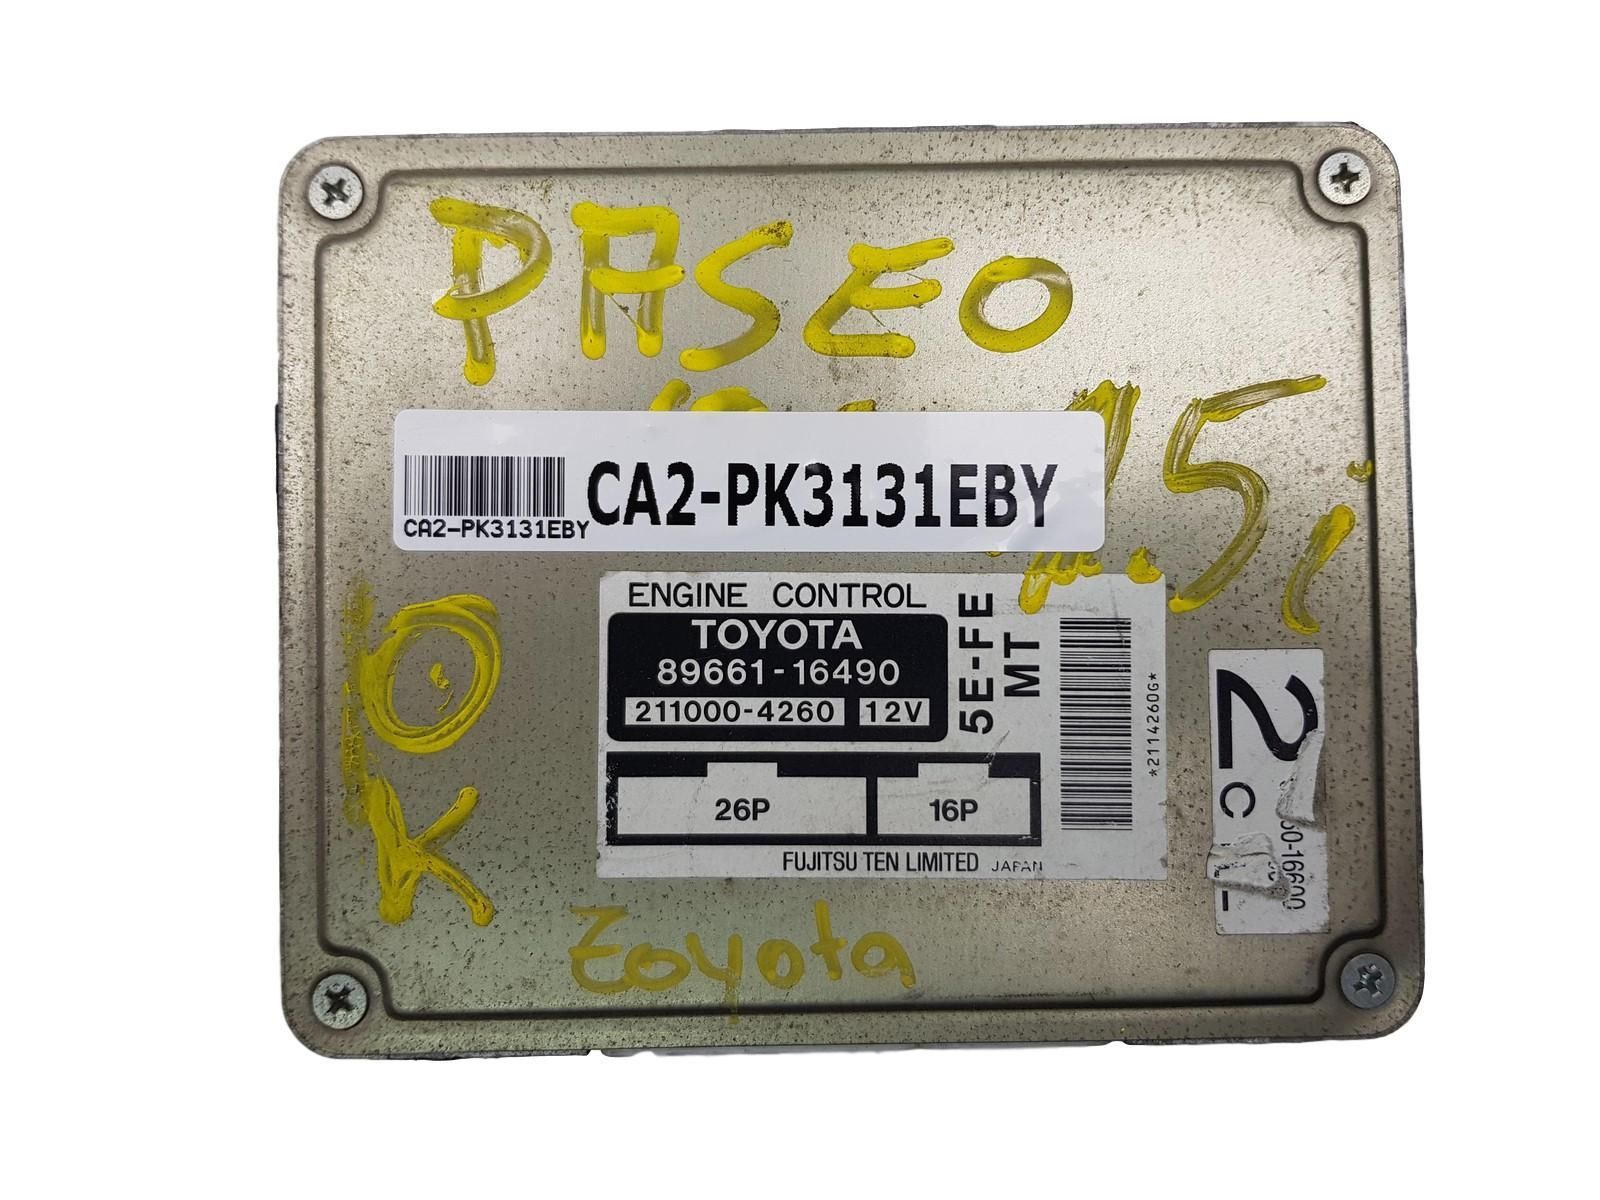 PASEO
1.5i
CA2-PK3131EBY
CA2-PK3131EBY
ENGINE CONTROL
TOYOTA
89661-16490
211000-4260 12V
5E-FE
MT
*2114260G*
26P 16P
FUJITSU TEN LIMITED JAPAN
2
C
KO
Toyota